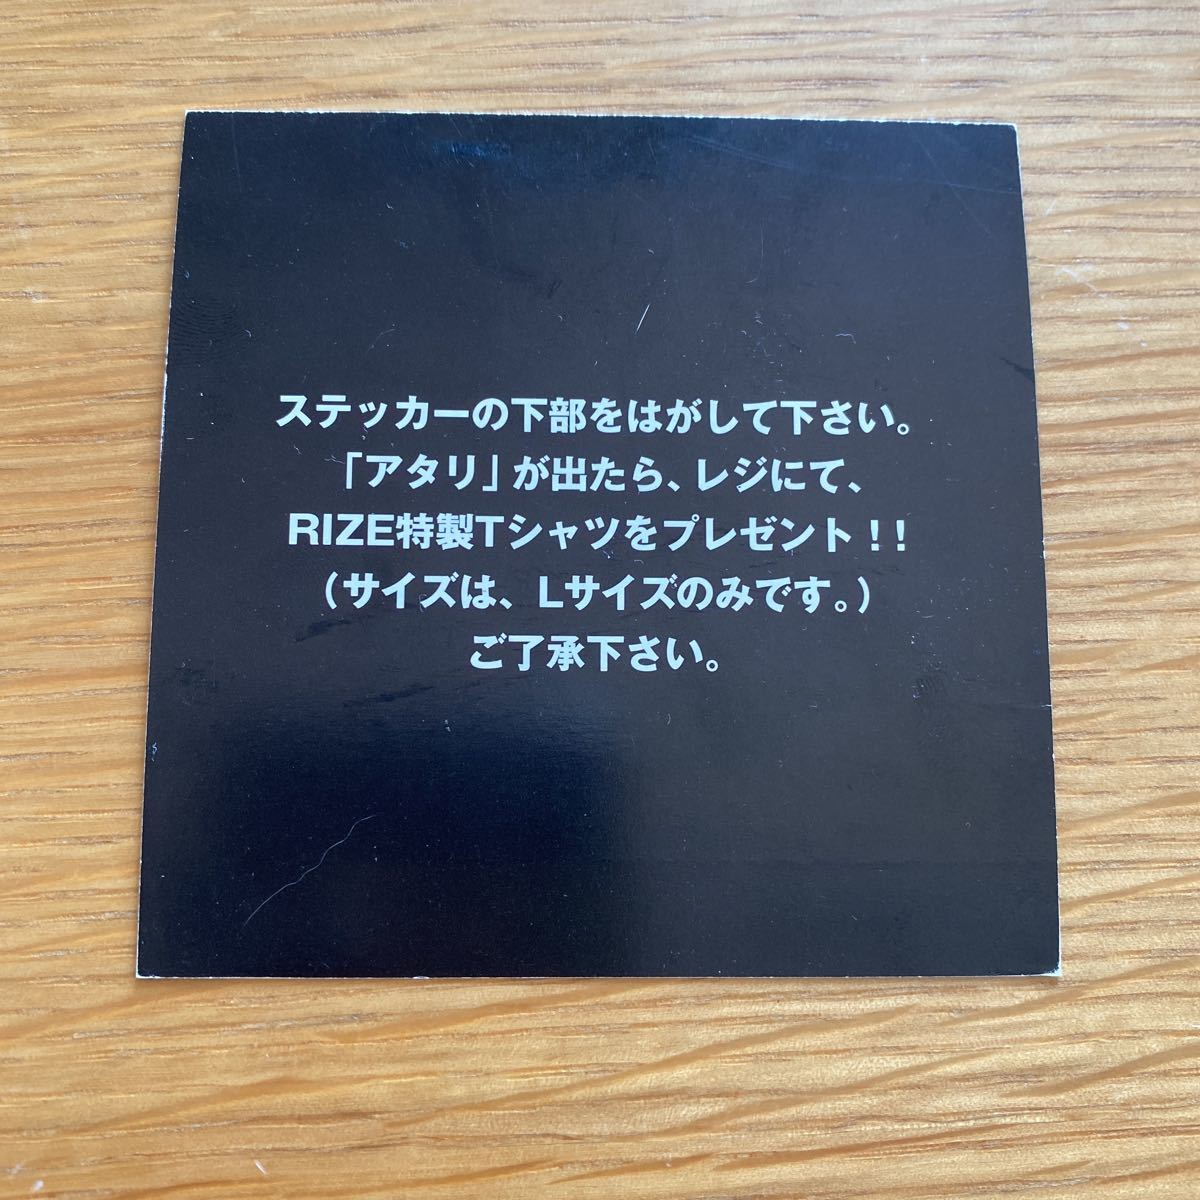 ステッカーの下部をはがして下さい。
「アタリ」が出たら、レジにて、
RIZE特製Tシャツをプレゼント！！
（サイズは、Lサイズのみです。）
ご了承下さい。